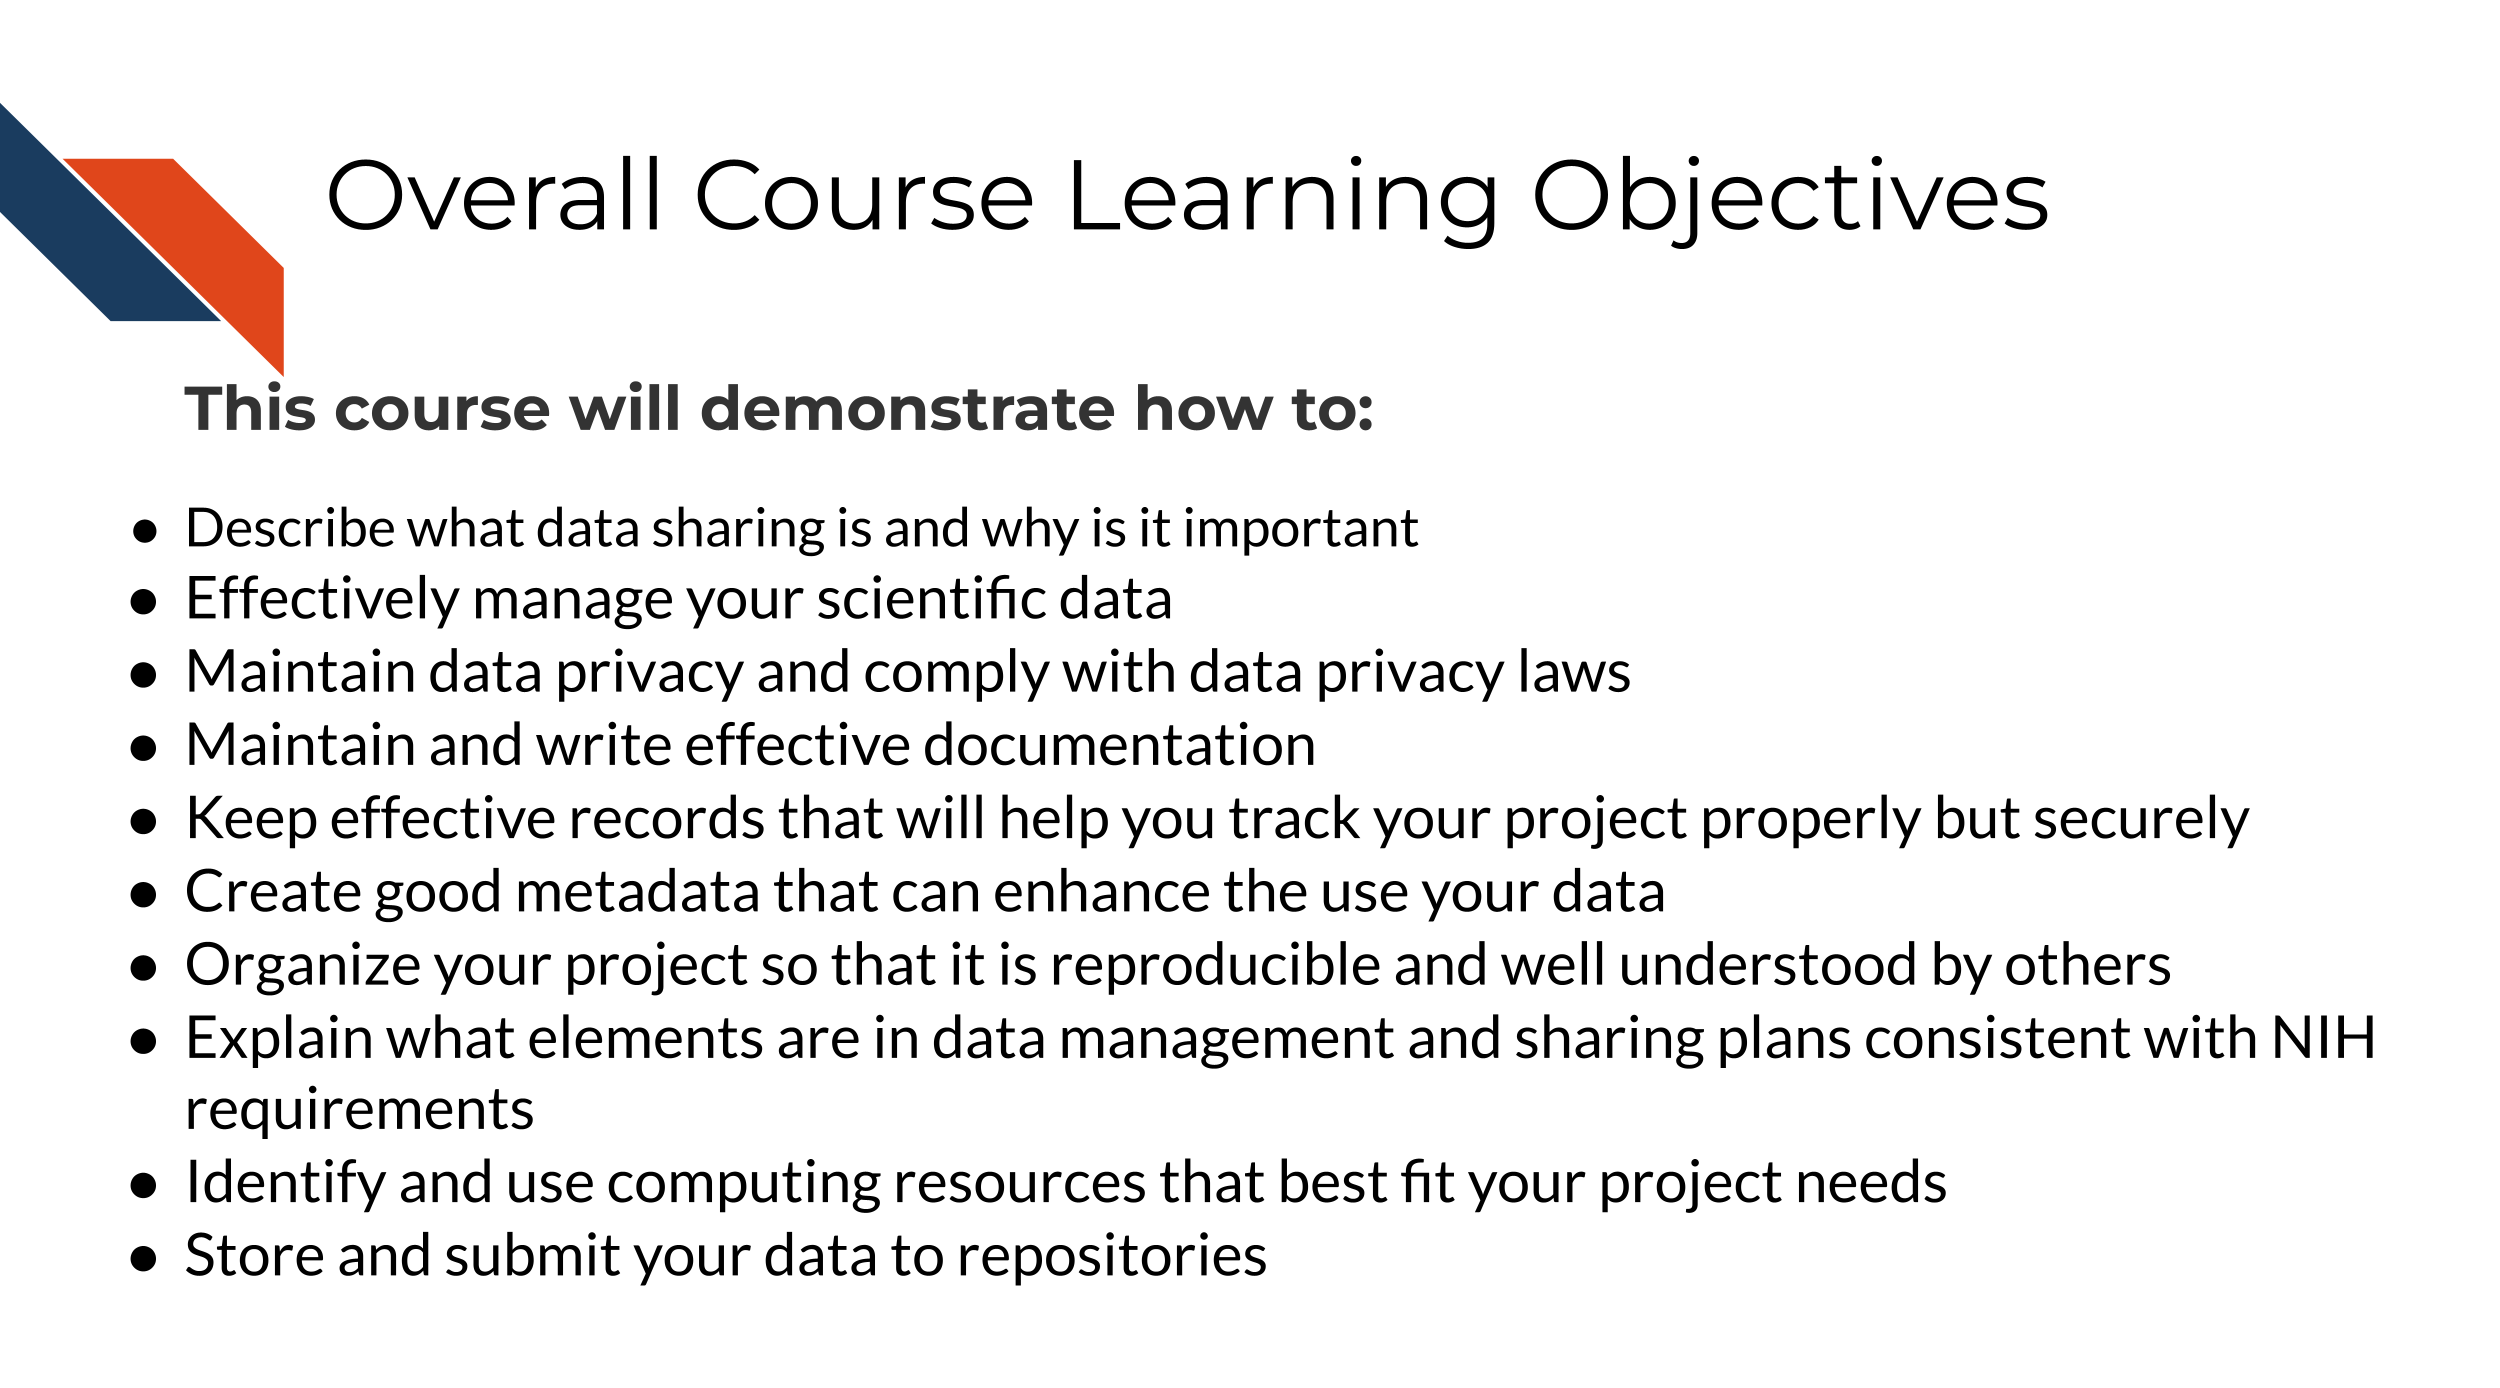 Overall Course Learning Objectives
This course will demonstrate how to:
● Describe what data sharing is and why is it important
● Effectively manage your scientific data
● Maintain data privacy and comply with data privacy laws
● Maintain and write effective documentation
● Keep effective records that will help you track your project properly but securely
● Create good metadata that can enhance the use your data
● Organize your project so that it is reproducible and well understood by others
● Explain what elements are in data management and sharing plans consistent with NIH
requirements
● Identify and use computing resources that best fit your project needs
● Store and submit your data to repositories